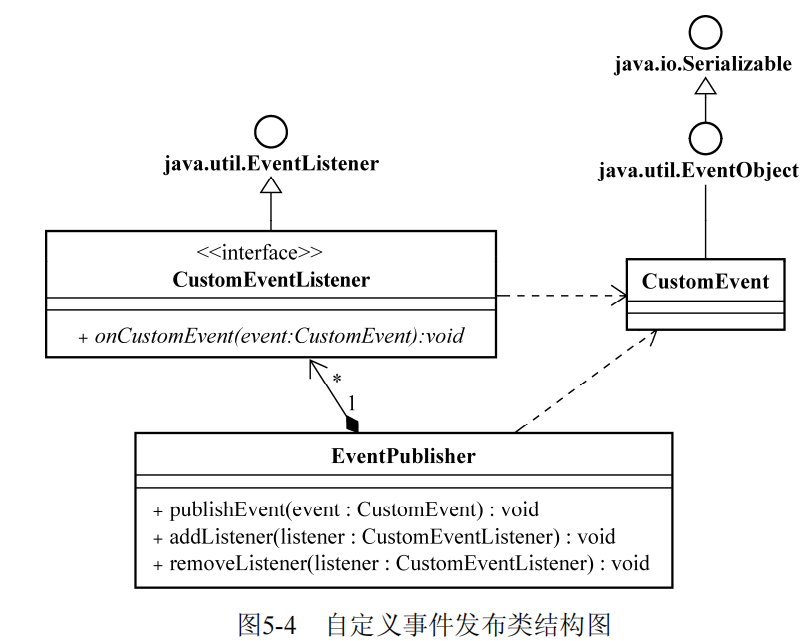 java.io.Serializable
java.util.EventListener
java.util.EventObject
<<interface>>
CustomEventListener
+ onCustomEvent(event:CustomEvent):void
CustomEvent
*
1
EventPublisher
+ publishEvent(event : CustomEvent) : void
+ addListener(listener : CustomEventListener) : void
+ removeListener(listener : CustomEventListener) : void
图5-4 自定义事件发布类结构图